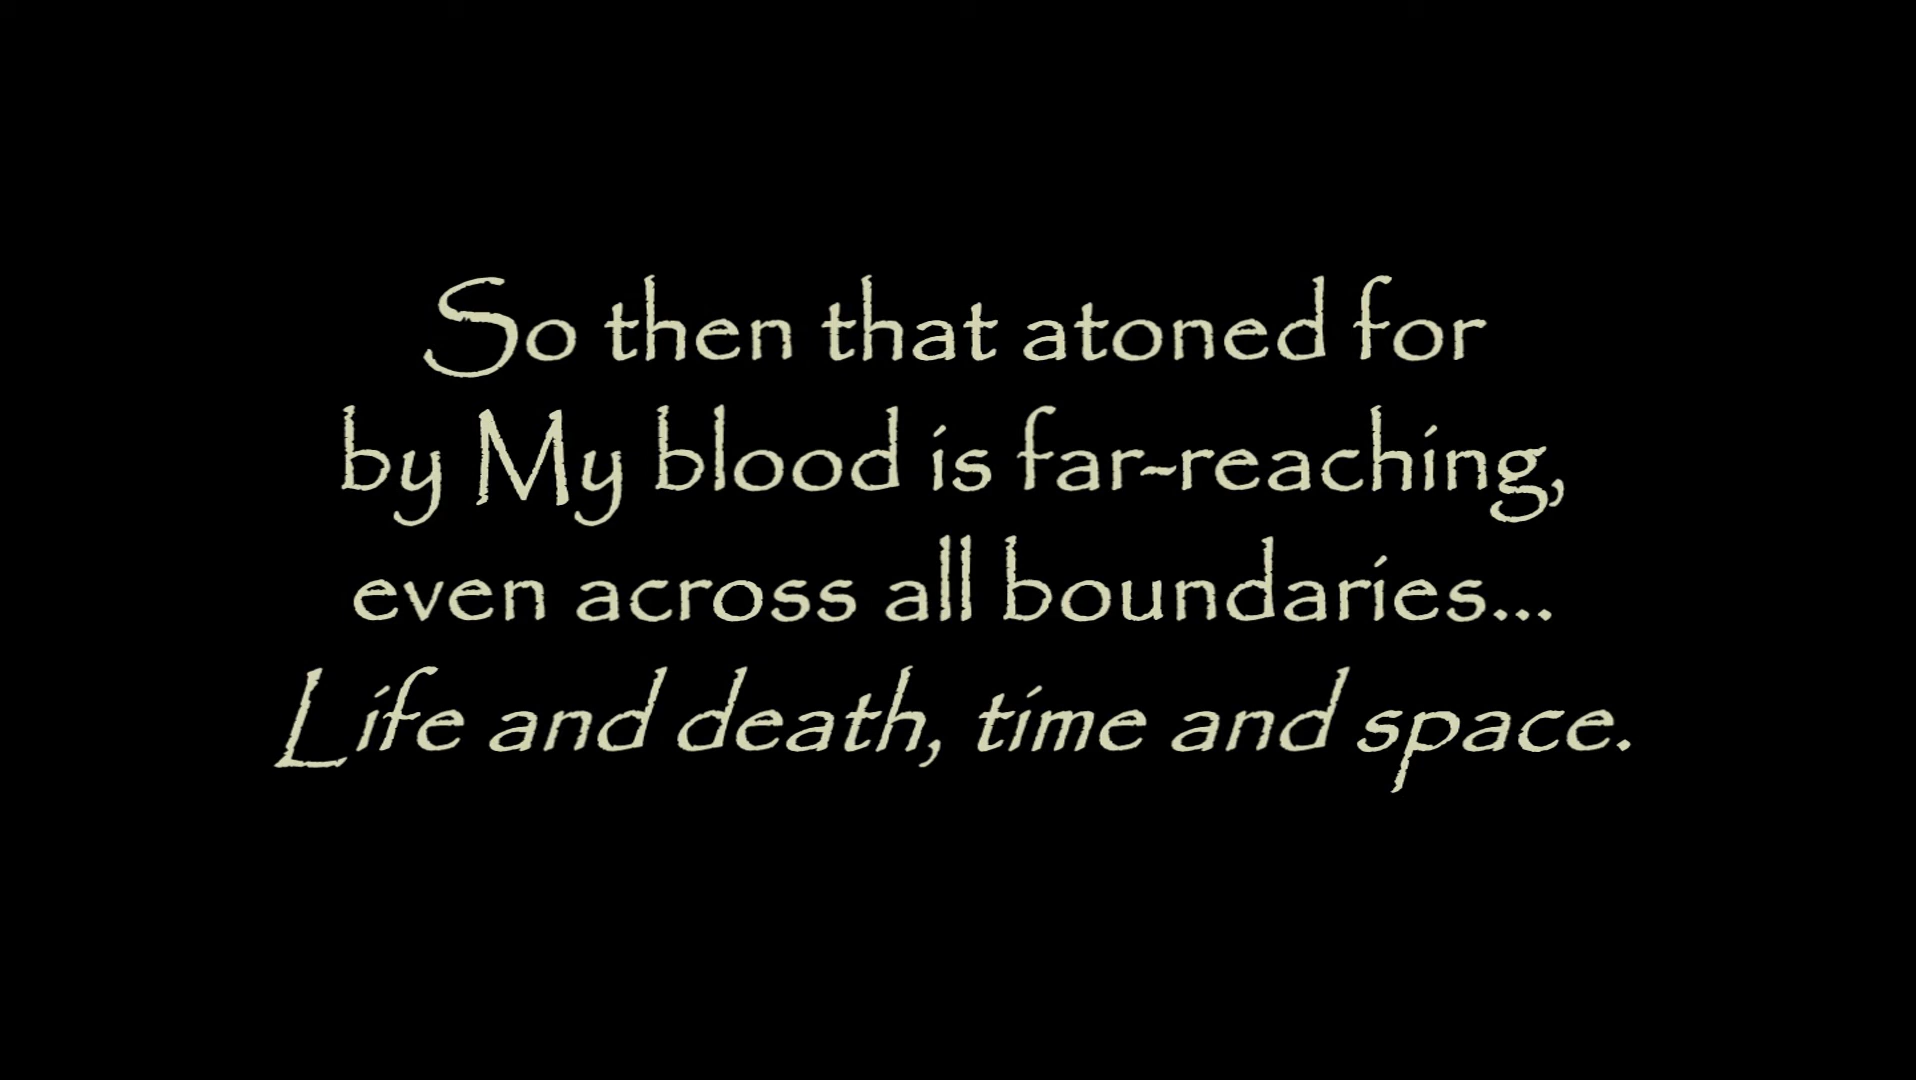 So then that atoned for
by My blood is far-reaching,
even across all boundaries...
Life and death, time and space.